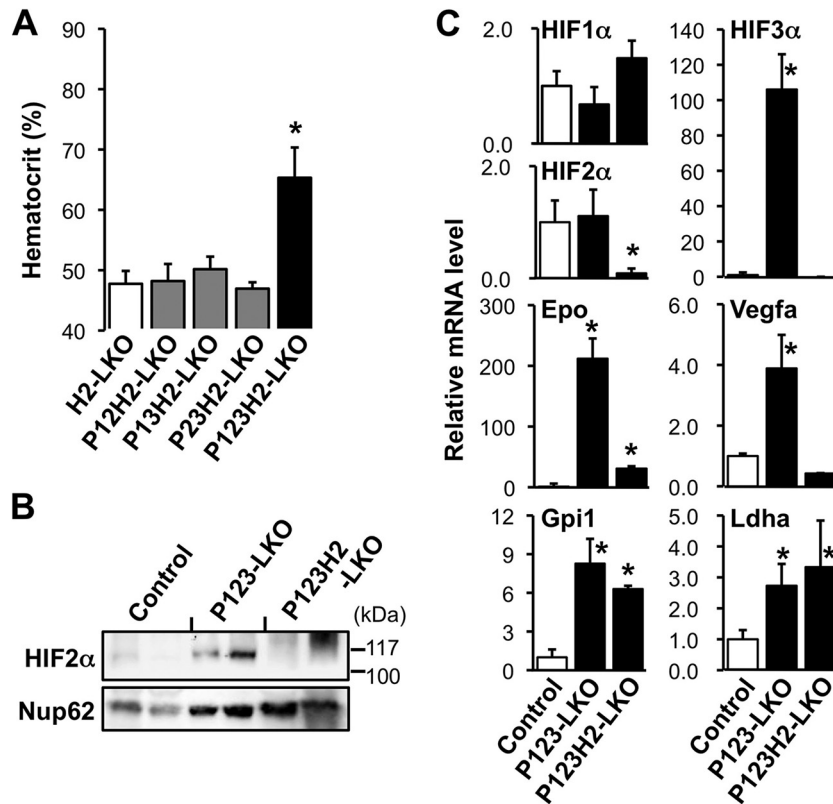 A
Hematocrit (%)
90
80
70
60
50
40
*
H2-LKO
P12H2-LKO
P13H2-LKO
P23H2-LKO
P123H2-LKO
B
Control
P123-LKO
P123H2
-LKO
(kDa)
HIF2α
117
100
Nup62
C
Relative mRNA level
HIF1α
2.0
0.0
HIF2α
2.0
0.0
*
HIF3α
140
120
100
80
60
40
20
0
*
Epo
300
200
100
0
*
*
Vegfa
6.0
4.0
2.0
0.0
*
Gpi1
12
9
6
3
0
*
*
Ldha
5.0
4.0
3.0
2.0
1.0
0.0
*
*
Control
P123-LKO
P123H2-LKO
Control
P123-LKO
P123H2-LKO